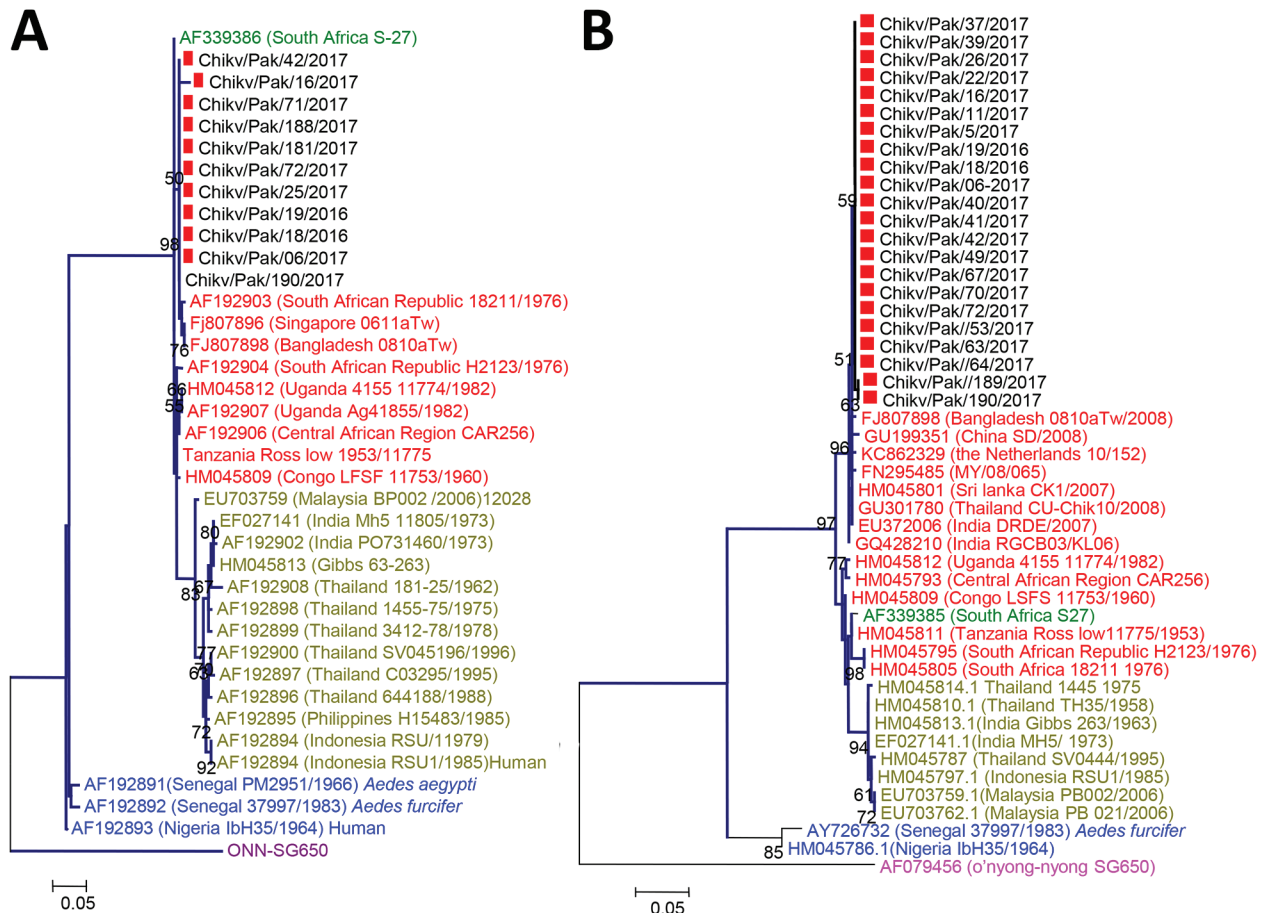 A
AF339386 (South Africa S-27)
Chikv/Pak/42/2017
Chikv/Pak/16/2017
Chikv/Pak/71/2017
Chikv/Pak/188/2017
Chikv/Pak/181/2017
Chikv/Pak/72/2017
50
Chikv/Pak/25/2017
Chikv/Pak/19/2016
Chikv/Pak/18/2016
98
Chikv/Pak/06/2017
Chikv/Pak/190/2017
AF192903 (South African Republic 18211/1976)
Fj807896 (Singapore 0611aTw)
FJ807898 (Bangladesh 0810aTw)
76
AF192904 (South African Republic H2123/1976)
66
HM045812 (Uganda 4155 11774/1982)
55
AF192907 (Uganda Ag41855/1982)
AF192906 (Central African Region CAR256)
Tanzania Ross low 1953/11775
HM045809 (Congo LFSF 11753/1960)
EU703759 (Malaysia BP002 /2006)12028
EF027141 (India Mh5 11805/1973)
80
AF192902 (India PO731460/1973)
HM045813 (Gibbs 63-263)
67
AF192908 (Thailand 181-25/1962)
83
AF192898 (Thailand 1455-75/1975)
AF192899 (Thailand 3412-78/1978)
77
AF192900 (Thailand SV045196/1996)
63
AF192897 (Thailand C03295/1995)
AF192896 (Thailand 644188/1988)
AF192895 (Philippines H15483/1985)
72
AF192894 (Indonesia RSU/11979)
AF192894 (Indonesia RSU1/1985)Human
92
AF192891(Senegal PM2951/1966) Aedes aegypti
AF192892 (Senegal 37997/1983) Aedes furcifer
AF192893 (Nigeria IbH35/1964) Human
ONN-SG650
0.05
B
Chikv/Pak/37/2017
Chikv/Pak/39/2017
Chikv/Pak/26/2017
Chikv/Pak/22/2017
Chikv/Pak/16/2017
Chikv/Pak/11/2017
Chikv/Pak/5/2017
Chikv/Pak/19/2016
Chikv/Pak/18/2016
Chikv/Pak/06-2017
59
Chikv/Pak/40/2017
Chikv/Pak/41/2017
Chikv/Pak/42/2017
Chikv/Pak/49/2017
Chikv/Pak/67/2017
Chikv/Pak/70/2017
Chikv/Pak/72/2017
Chikv/Pak//53/2017
Chikv/Pak/63/2017
51
Chikv/Pak//64/2017
Chikv/Pak//189/2017
Chikv/Pak/190/2017
63
FJ807898 (Bangladesh 0810aTw/2008)
GU199351 (China SD/2008)
96
KC862329 (the Netherlands 10/152)
FN295485 (MY/08/065)
HM045801 (Sri lanka CK1/2007)
GU301780 (Thailand CU-Chik10/2008)
97
EU372006 (India DRDE/2007)
GQ428210 (India RGCB03/KL06)
77
HM045812 (Uganda 4155 11774/1982)
HM045793 (Central African Region CAR256)
HM045809 (Congo LSFS 11753/1960)
AF339385 (South Africa S27)
HM045811 (Tanzania Ross low11775/1953)
HM045795 (South African Republic H2123/1976)
98
HM045805 (South Africa 18211 1976)
HM045814.1 Thailand 1445 1975
HM045810.1 (Thailand TH35/1958)
HM045813.1(India Gibbs 263/1963)
94
EF027141.1(India MH5/ 1973)
HM045787 (Thailand SV0444/1995)
HM045797.1 (Indonesia RSU1/1985)
61
EU703759.1(Malaysia PB002/2006)
72
EU703762.1 (Malaysia PB 021/2006)
AY726732 (Senegal 37997/1983) Aedes furcifer
85
HM045786.1(Nigeria IbH35/1964)
AF079456 (o'nyong-nyong SG650)
0.05